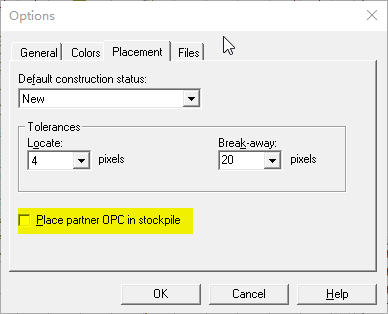 Options
General Colors Placement Files
Default construction status:
New
Tolerances
Locate: Break-away:
4 pixels 20 pixels
Place partner OPC in stockpile
OK Cancel Help